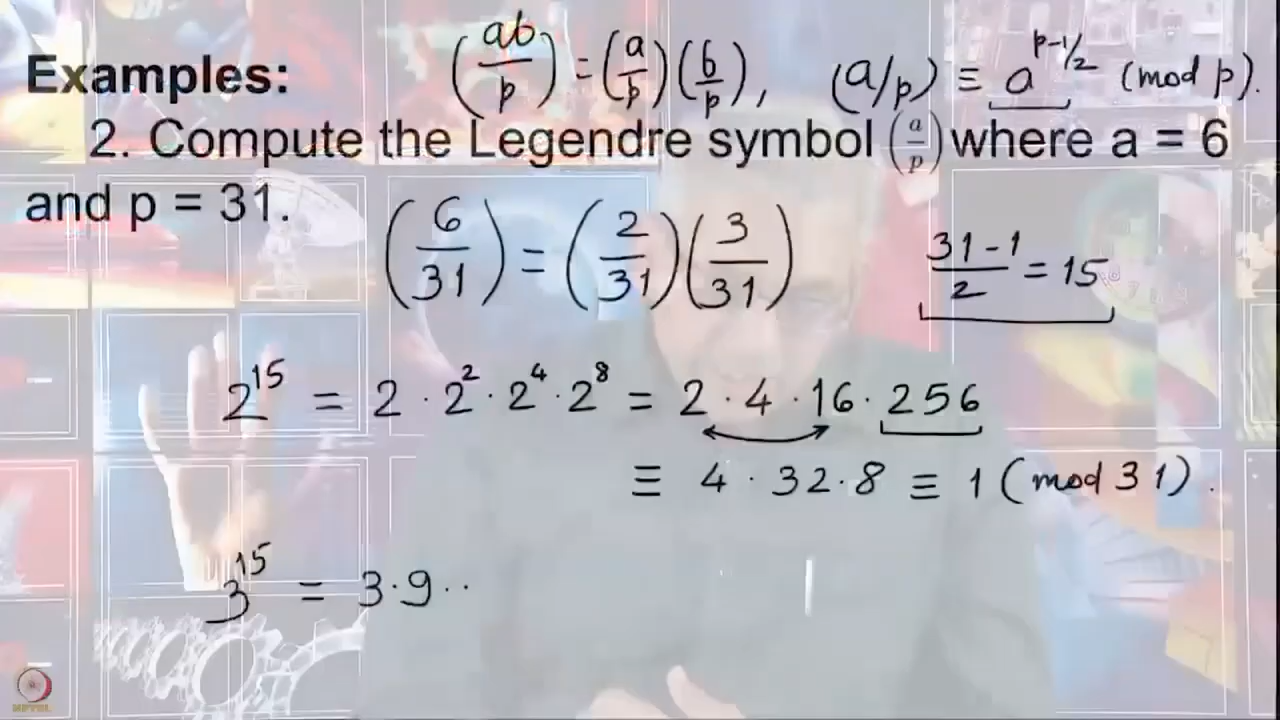 Examples: (ab/p) = (a/p)(b/p), (a/p) ≡ a^{p-1/2} (mod p).
2. Compute the Legendre symbol (a/p) where a = 6
and p = 31.
(6/31) = (2/31)(3/31)
31-1/2 = 15
2^15 = 2 · 2^2 · 2^4 · 2^8 = 2 · 4 · 16 · 256
≡ 4 · 32 · 8 ≡ 1 (mod 31).
3^15 = 3·9··
NPTEL